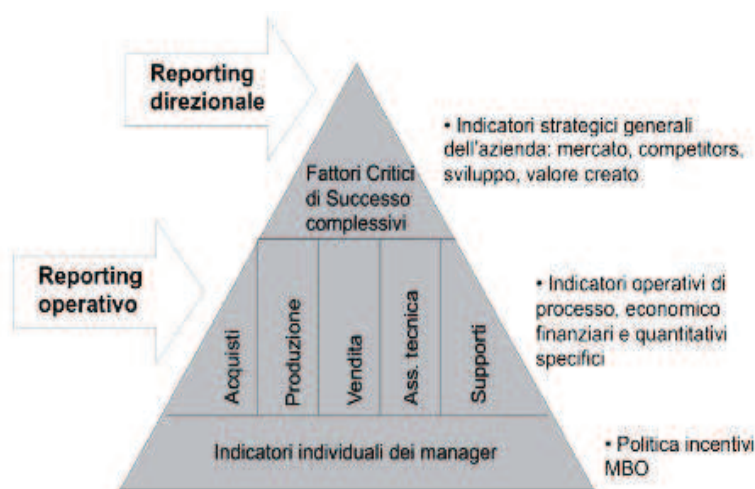 Reporting
direzionale
• Indicatori strategici generali
dell'azienda: mercato, competitors,
sviluppo, valore creato
Fattori Critici
di Successo
complessivi
Reporting
operativo
• Indicatori operativi di
processo, economico
finanziari e quantitativi
specifici
Acquisti
Produzione
Vendita
Ass. tecnica
Supporti
Indicatori individuali dei manager
• Politica incentivi
MBO